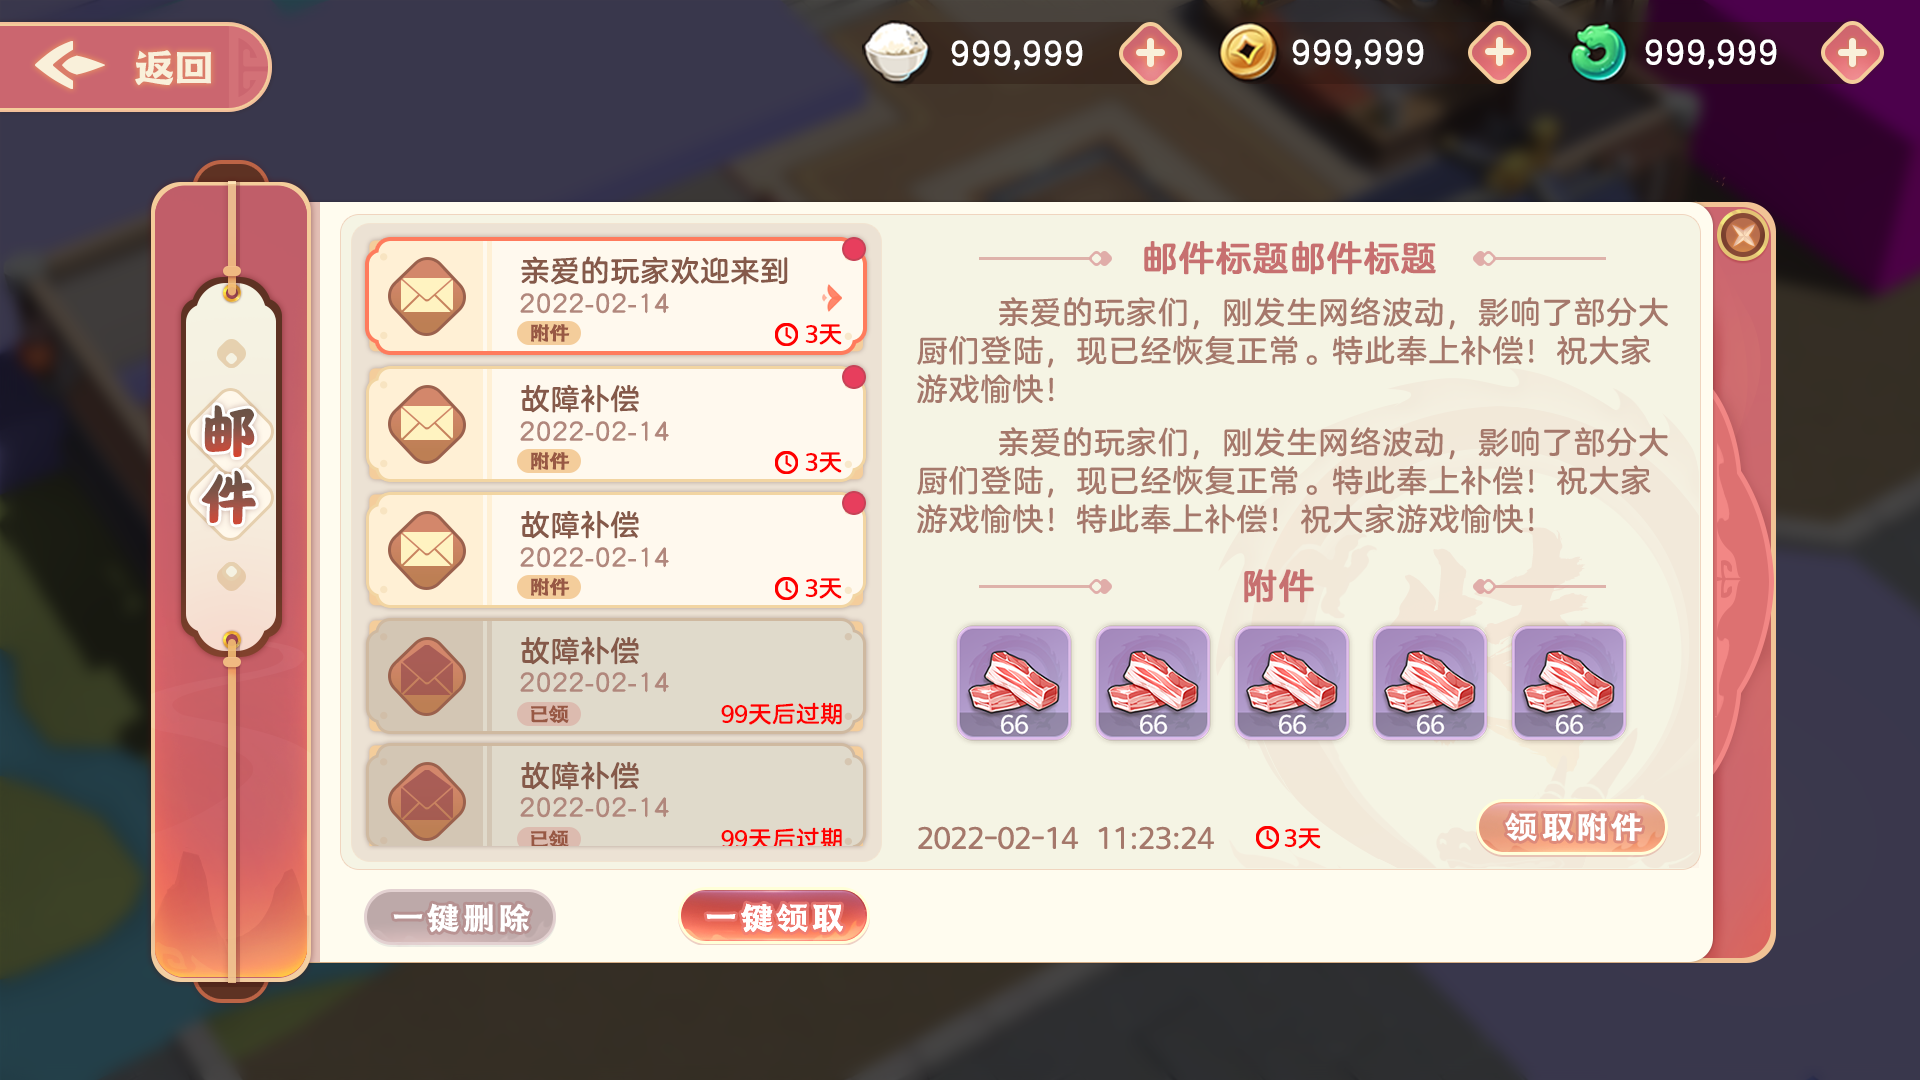 返回
999,999
999,999
999,999
邮件
亲爱的玩家欢迎来到
2022-02-14
附件
3天
故障补偿
2022-02-14
附件
3天
故障补偿
2022-02-14
附件
3天
故障补偿
2022-02-14
已领
99天后过期
故障补偿
2022-02-14
已领
99天后过期
一键删除
一键领取
邮件标题邮件标题
亲爱的玩家们，刚发生网络波动，影响了部分大
厨们登陆，现已经恢复正常。特此奉上补偿！祝大家
游戏愉快！
亲爱的玩家们，刚发生网络波动，影响了部分大
厨们登陆，现已经恢复正常。特此奉上补偿！祝大家
游戏愉快！特此奉上补偿！祝大家游戏愉快！
附件
66
66
66
66
66
2022-02-14 11:23:24
3天
领取附件